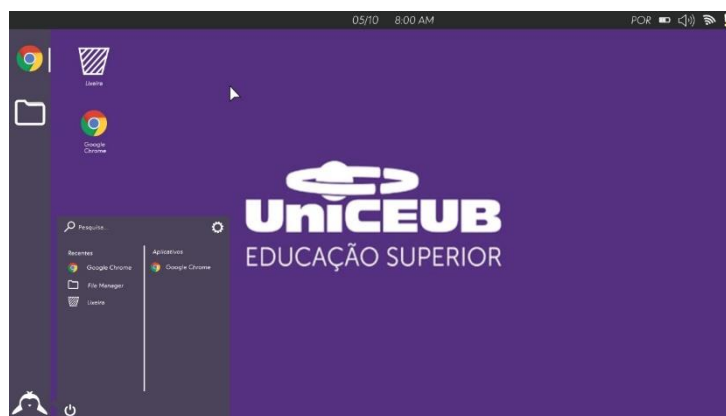 05/10 8:00 AM POR
Lixeira
Google
Chrome
UniCEUB
EDUCAÇÃO SUPERIOR
Pesquise...
Recentes
Google Chrome
File Manager
Lixeira
Aplicativos
Google Chrome